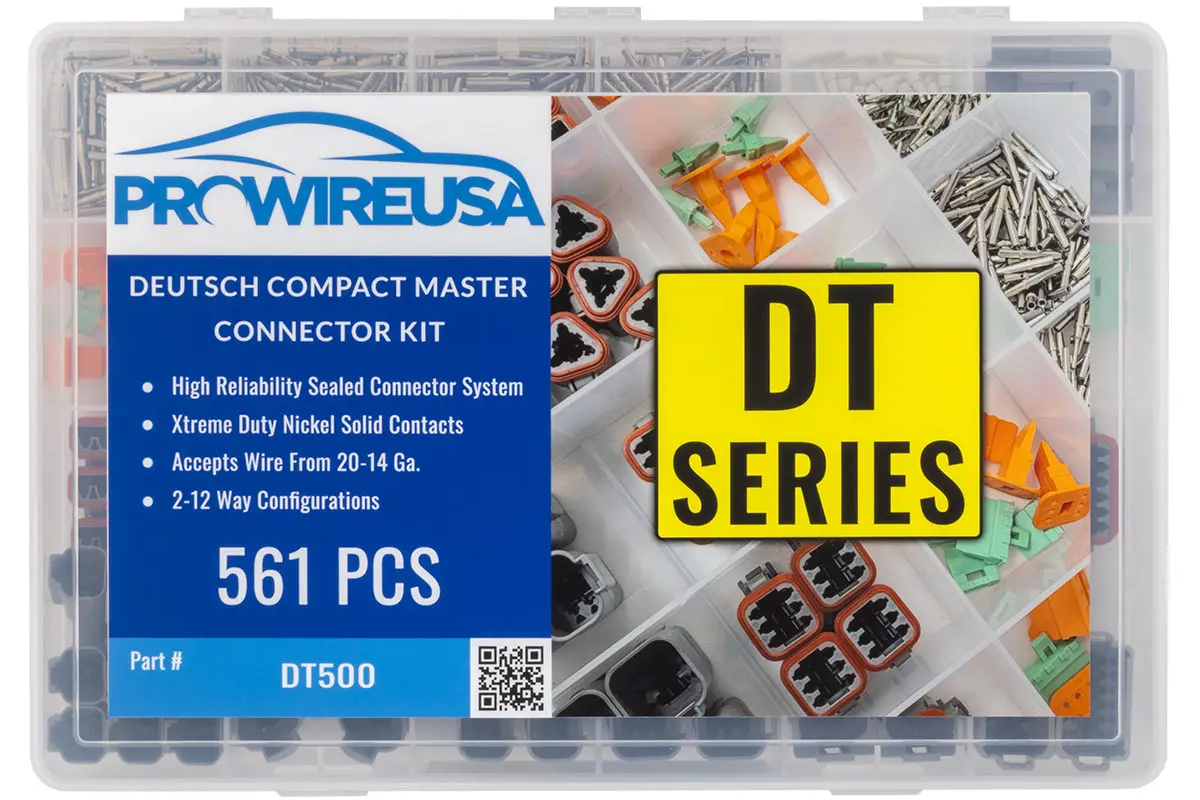 PROWIREUSA
DEUTSCH COMPACT MASTER
CONNECTOR KIT
• High Reliability Sealed Connector System
• Xtreme Duty Nickel Solid Contacts
• Accepts Wire From 20-14 Ga.
• 2-12 Way Configurations
561 PCS
Part #
DT500
DT
SERIES